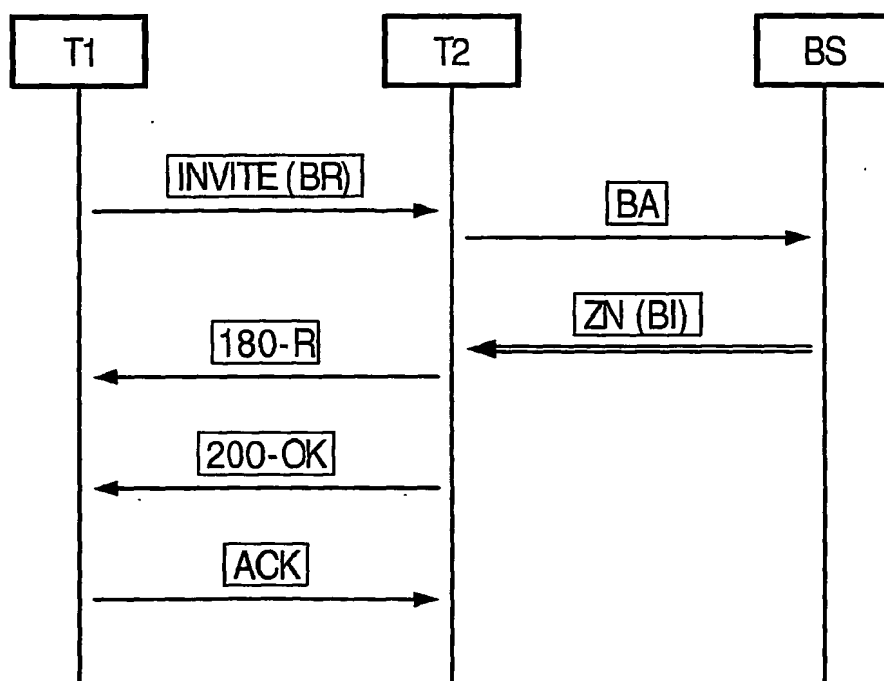 T1 T2 BS
INVITE (BR)
BA
ZN (BI)
180-R
200-OK
ACK